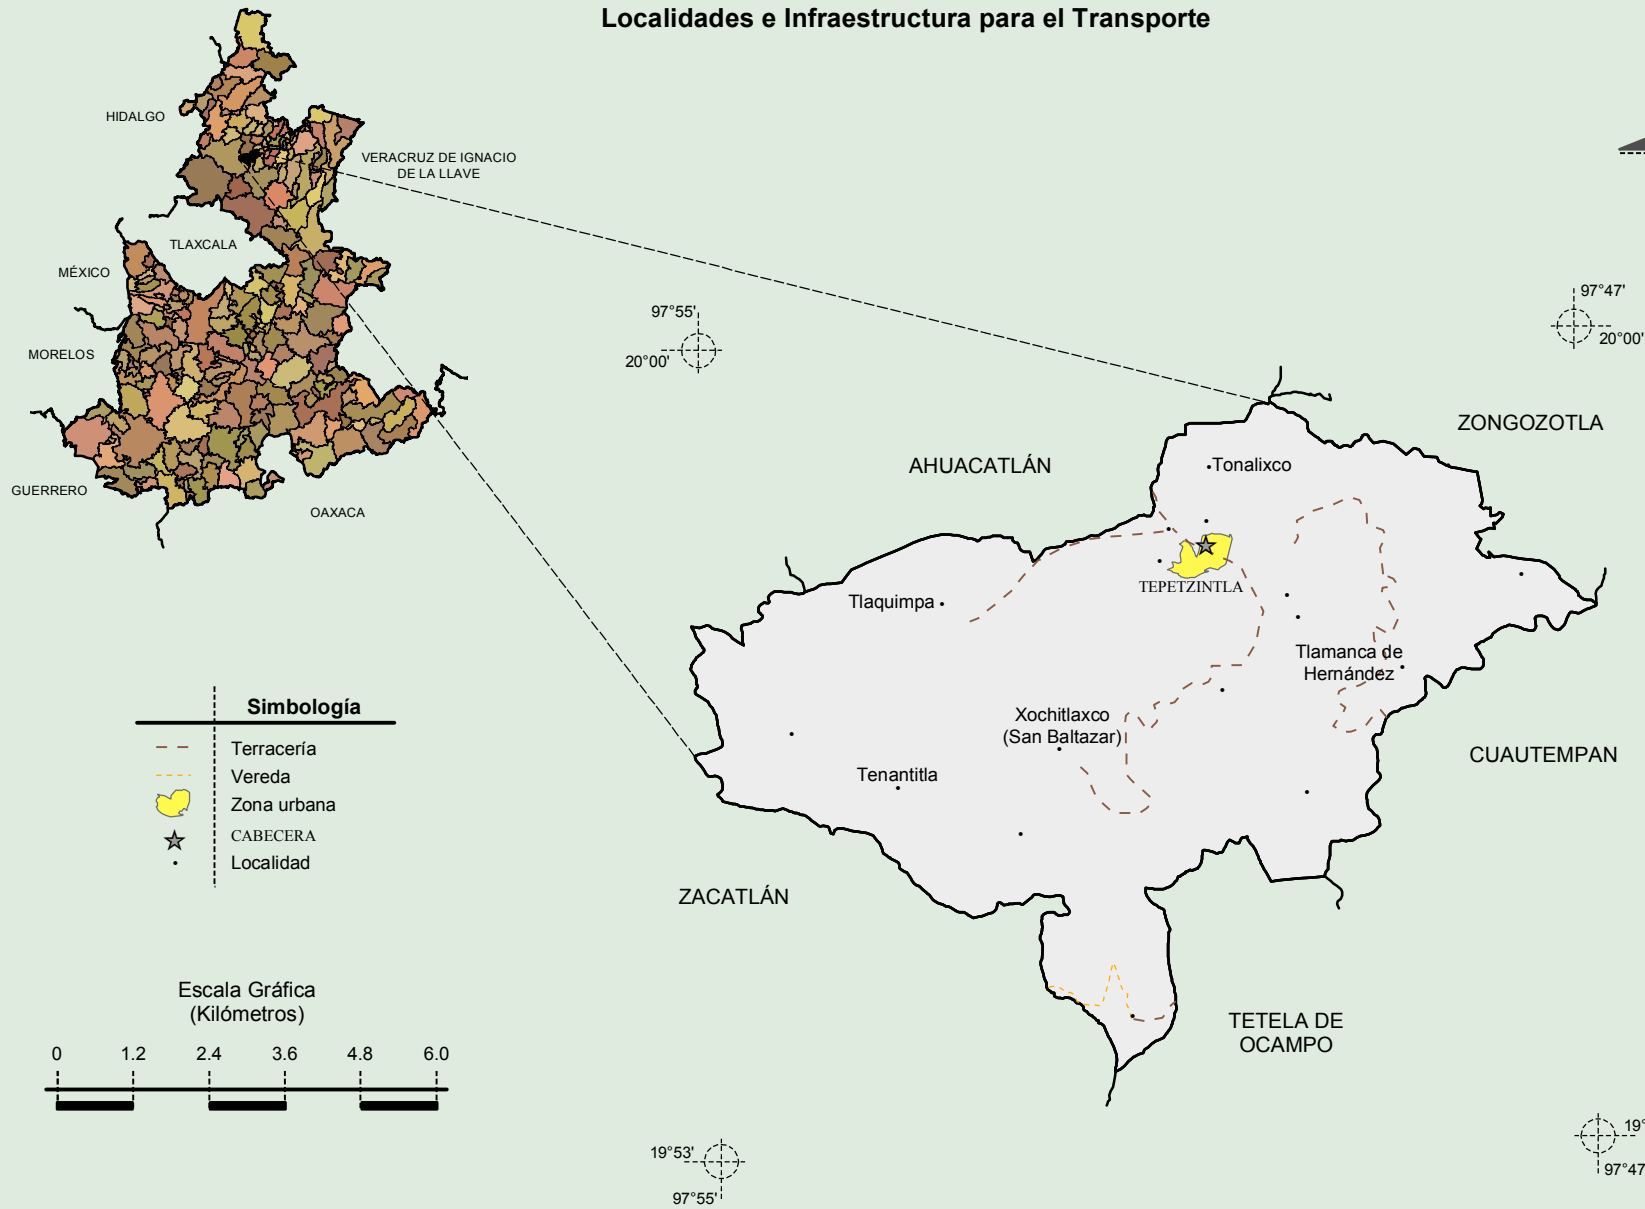 Localidades e Infraestructura para el Transporte
HIDALGO
VERACRUZ DE IGNACIO
DE LA LLAVE
TLAXCALA
MÉXICO
MORELOS
GUERRERO
OAXACA
97°55'
20°00'
97°47'
20°00'
ZONGOZOTLA
AHUACATLÁN
Tonalixco
TEPETZINTLA
Tlaquimpa
Tlamanca de
Hernández
Xochitlaxco
(San Baltazar)
Tenantitla
CUAUTEMPAN
ZACATLÁN
TETELA DE
OCAMPO
Simbología
Terracería
Vereda
Zona urbana
CABECERA
Localidad
Escala Gráfica
(Kilómetros)
0 1.2 2.4 3.6 4.8 6.0
19°53'
97°55'
19°
97°47